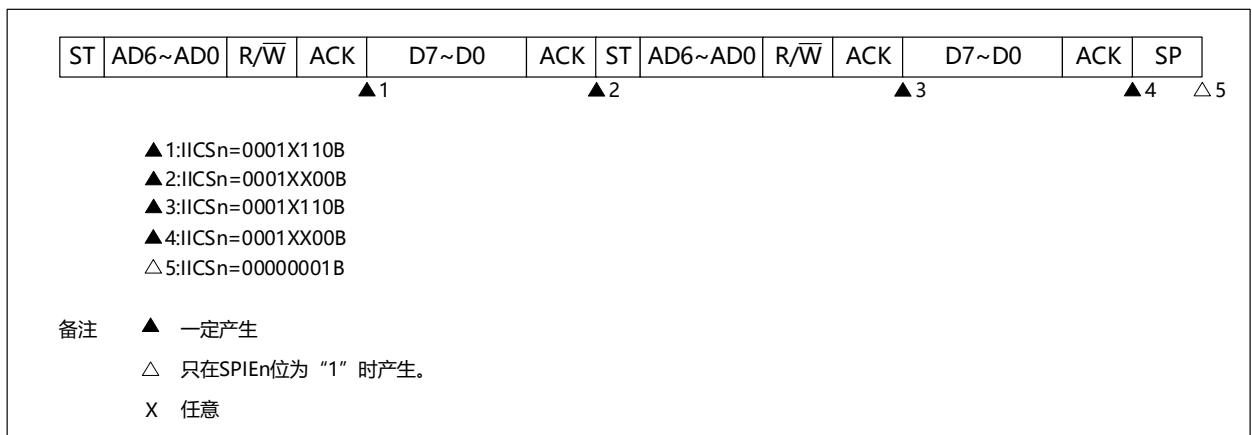 ST AD6~AD0 R/W̅ ACK D7~D0 ACK ST AD6~AD0 R/W̅ ACK D7~D0 ACK SP
▲1 ▲2 ▲3 ▲4 △5
▲1:IICSn=0001X110B
▲2:IICSn=0001XX00B
▲3:IICSn=0001X110B
▲4:IICSn=0001XX00B
△5:IICSn=00000001B
备注 ▲ 一定产生
△ 只在SPIEn位为“1”时产生。
X 任意